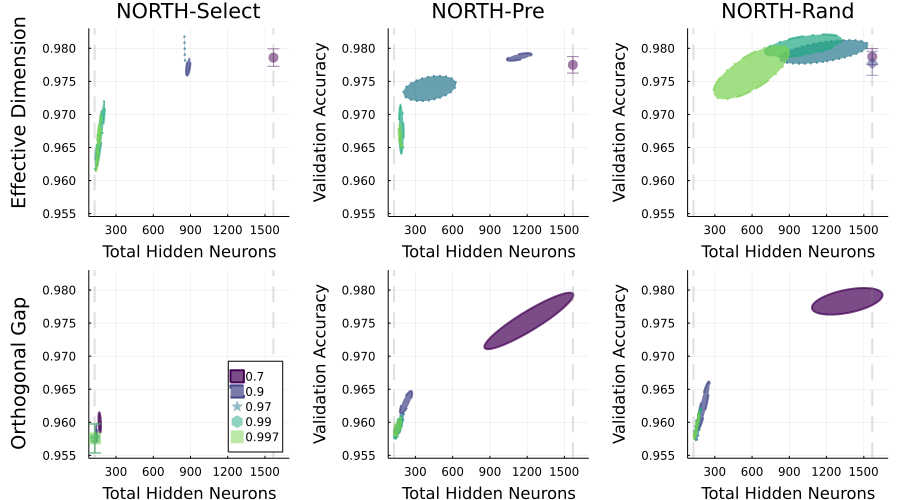 NORTH-Select
NORTH-Pre
NORTH-Rand
Effective Dimension
0.980
0.975
0.970
0.965
0.960
0.955
300 600 900 1200 1500
Total Hidden Neurons
Validation Accuracy
0.980
0.975
0.970
0.965
0.960
0.955
300 600 900 1200 1500
Total Hidden Neurons
Validation Accuracy
0.980
0.975
0.970
0.965
0.960
0.955
300 600 900 1200 1500
Total Hidden Neurons
Orthogonal Gap
0.980
0.975
0.970
0.965
0.960
0.955
300 600 900 1200 1500
Total Hidden Neurons
0.7
0.9
0.97
0.99
0.997
Validation Accuracy
0.980
0.975
0.970
0.965
0.960
0.955
300 600 900 1200 1500
Total Hidden Neurons
Validation Accuracy
0.980
0.975
0.970
0.965
0.960
0.955
300 600 900 1200 1500
Total Hidden Neurons